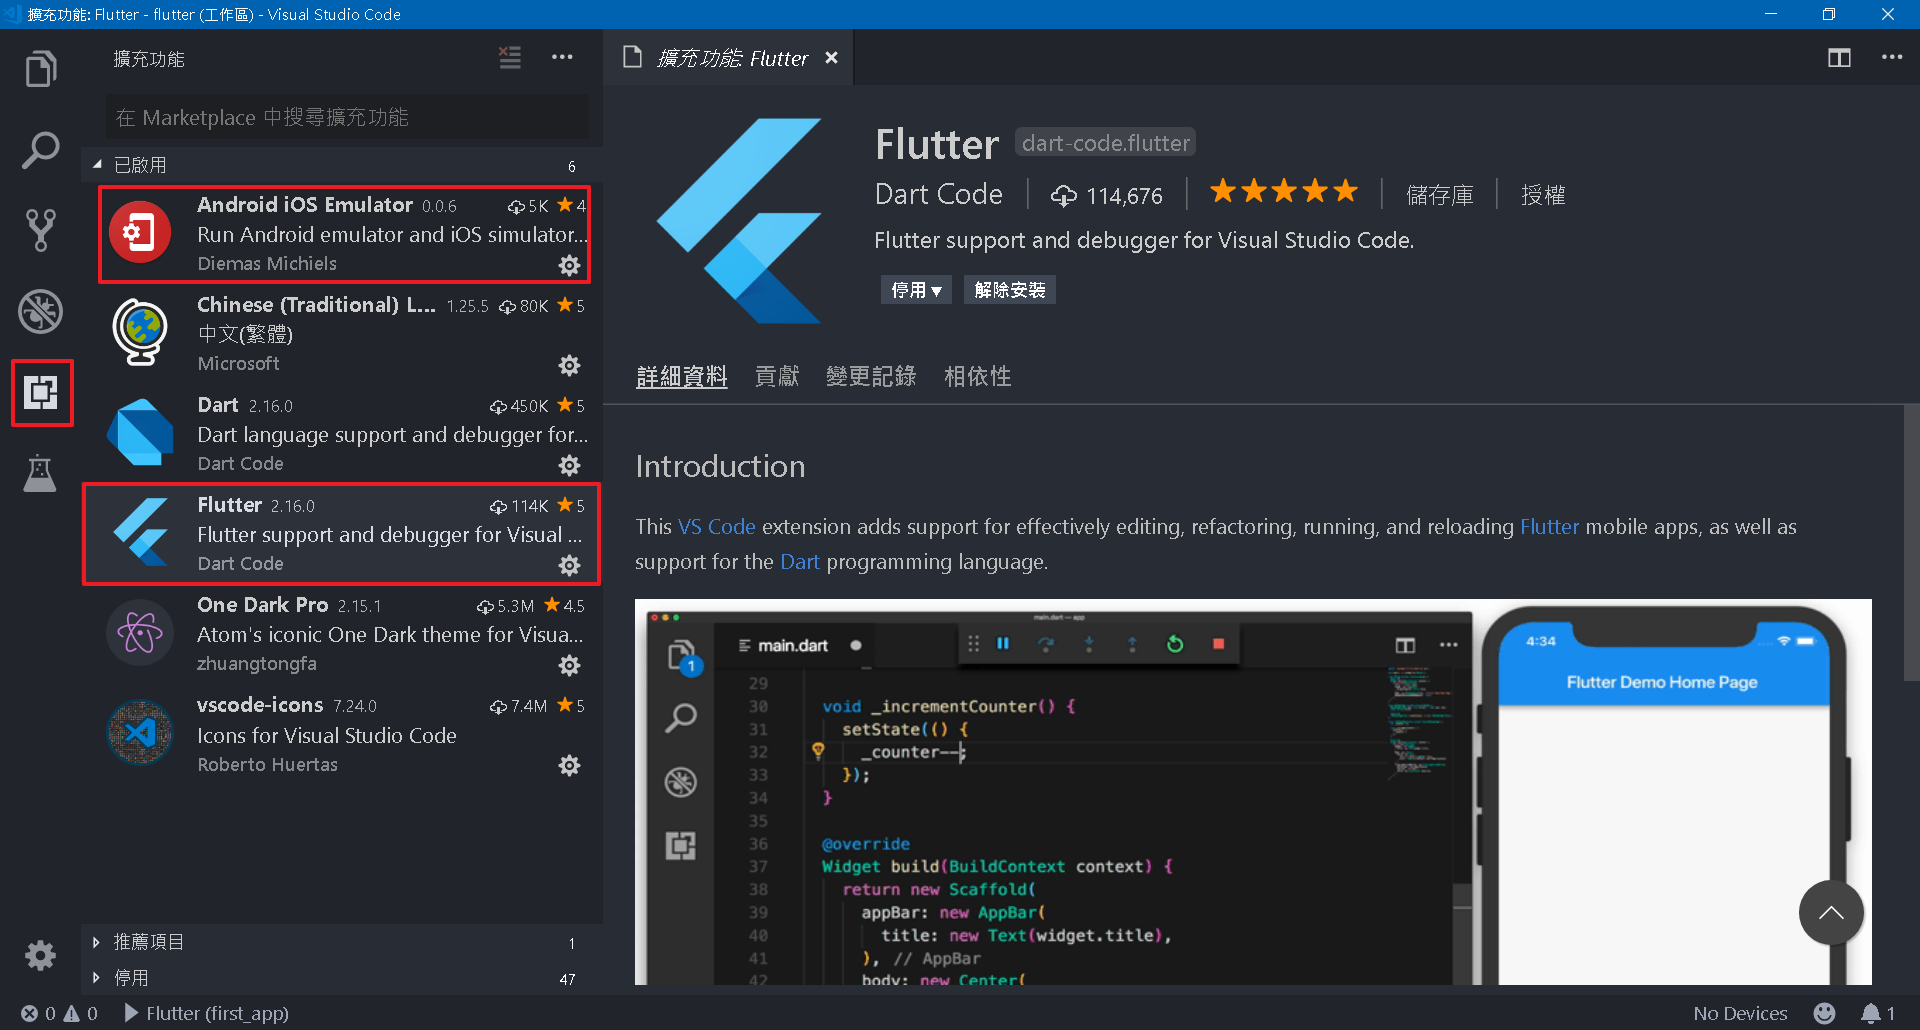 擴充功能: Flutter - flutter (工作區) - Visual Studio Code
擴充功能
在 Marketplace 中搜尋擴充功能
已啟用 6
Android iOS Emulator 0.0.6 5K 4
Run Android emulator and iOS simulator...
Diemas Michiels
Chinese (Traditional) L... 1.25.5 80K 5
中文(繁體)
Microsoft
Dart 2.16.0 450K 5
Dart language support and debugger for...
Dart Code
Flutter 2.16.0 114K 5
Flutter support and debugger for Visual ...
Dart Code
One Dark Pro 2.15.1 5.3M 4.5
Atom's iconic One Dark theme for Visua...
zhuangtongfa
vscode-icons 7.24.0 7.4M 5
Icons for Visual Studio Code
Roberto Huertas
推薦項目 1
停用 47
擴充功能: Flutter
Flutter dart-code.flutter
Dart Code 114,676 儲存庫 授權
Flutter support and debugger for Visual Studio Code.
停用 解除安裝
詳細資料 貢獻 變更記錄 相依性
Introduction
This VS Code extension adds support for effectively editing, refactoring, running, and reloading Flutter mobile apps, as well as
support for the Dart programming language.
main.dart — app
1
main.dart
29
30 void _incrementCounter() {
31 setState(() {
32 _counter--;
33 });
34 }
35
36 @override
37 Widget build(BuildContext context) {
38 return new Scaffold(
39 appBar: new AppBar(
40 title: new Text(widget.title),
41 ), // AppBar
42 body: new Center(
4:34
Flutter Demo Home Page
0 0 Flutter (first_app) No Devices 1